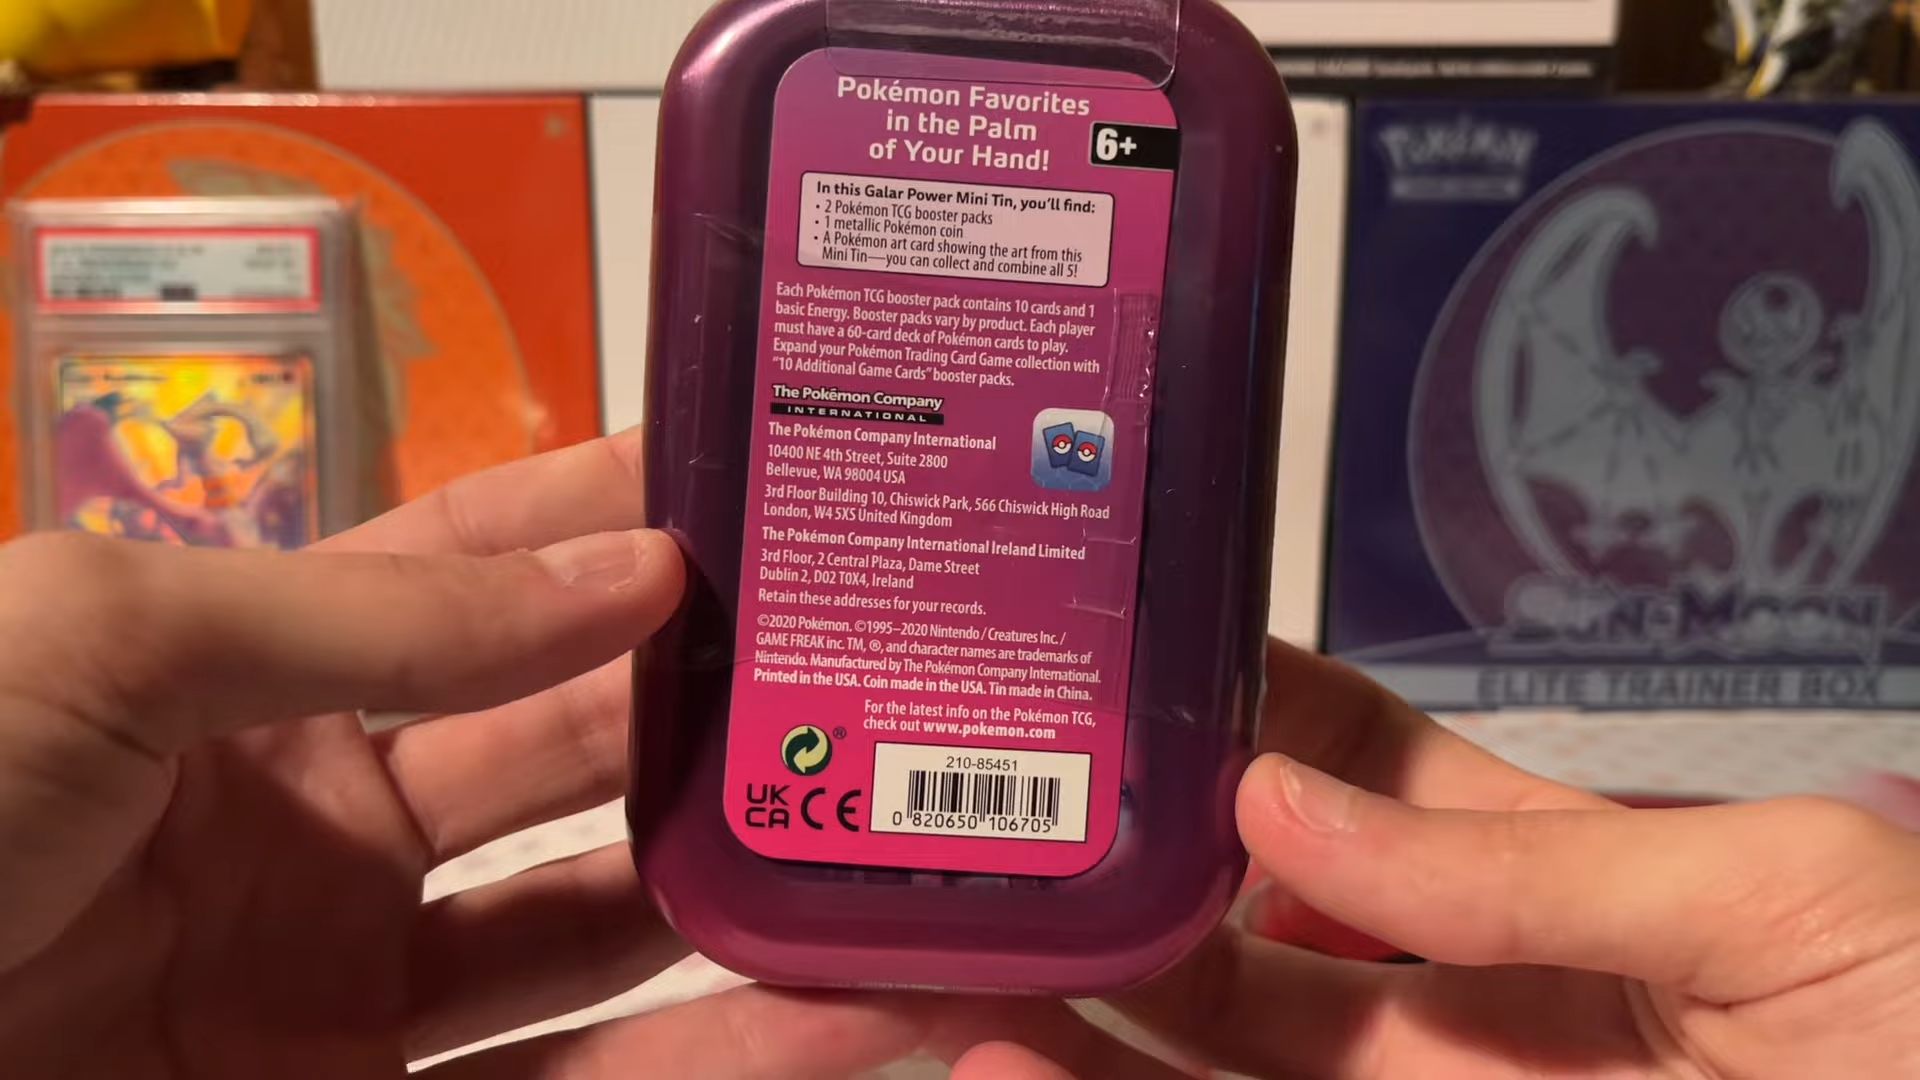 Pokémon Favorites
in the Palm
of Your Hand!
6+
In this Galar Power Mini Tin, you'll find:
• 2 Pokémon TCG booster packs
• 1 metallic Pokémon coin
• A Pokémon art card showing the art from this
Mini Tin—you can collect and combine all 5!
Each Pokémon TCG booster pack contains 10 cards and 1
basic Energy. Booster packs vary by product. Each player
must have a 60-card deck of Pokémon cards to play.
Expand your Pokémon Trading Card Game collection with
"10 Additional Game Cards" booster packs.
The Pokémon Company
INTERNATIONAL
The Pokémon Company International
10400 NE 4th Street, Suite 2800
Bellevue, WA 98004 USA
3rd Floor Building 10, Chiswick Park, 566 Chiswick High Road
London, W4 5XS United Kingdom
The Pokémon Company International Ireland Limited
3rd Floor, 2 Central Plaza, Dame Street
Dublin 2, D02 T0X4, Ireland
Retain these addresses for your records.
©2020 Pokémon. ©1995–2020 Nintendo / Creatures Inc. /
GAME FREAK inc. TM, ®, and character names are trademarks of
Nintendo. Manufactured by The Pokémon Company International.
Printed in the USA. Coin made in the USA. Tin made in China.
For the latest info on the Pokémon TCG,
check out www.pokemon.com
®
UK
CA
CE
210-85451
0 820650 106705
POKÉMON
SUN & MOON
ELITE TRAINER BOX